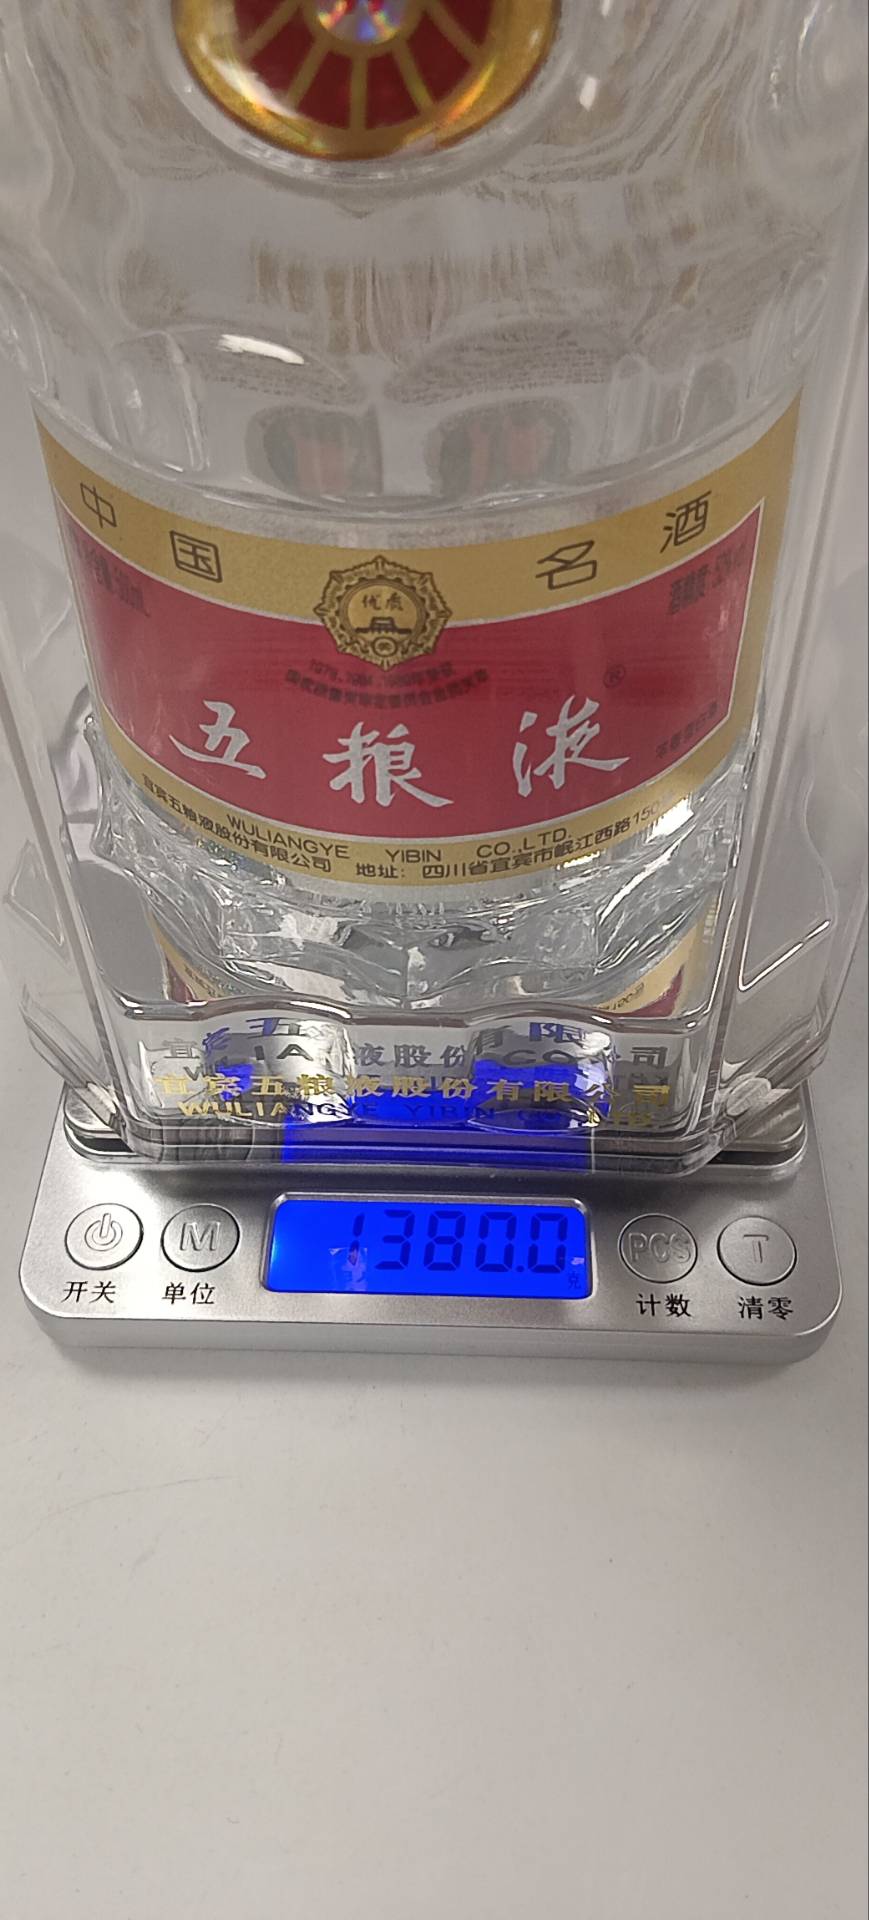 中国名酒
优质
五粮液
®
WULIANGYE YIBIN CO.,LTD.
宜宾五粮液股份有限公司 地址：四川省宜宾市岷江西路150
宜宾五粮液股份有限公司
WULIANGYE YIBIN CO
1380.0
克
M
PCS
T
开关
单位
计数
清零